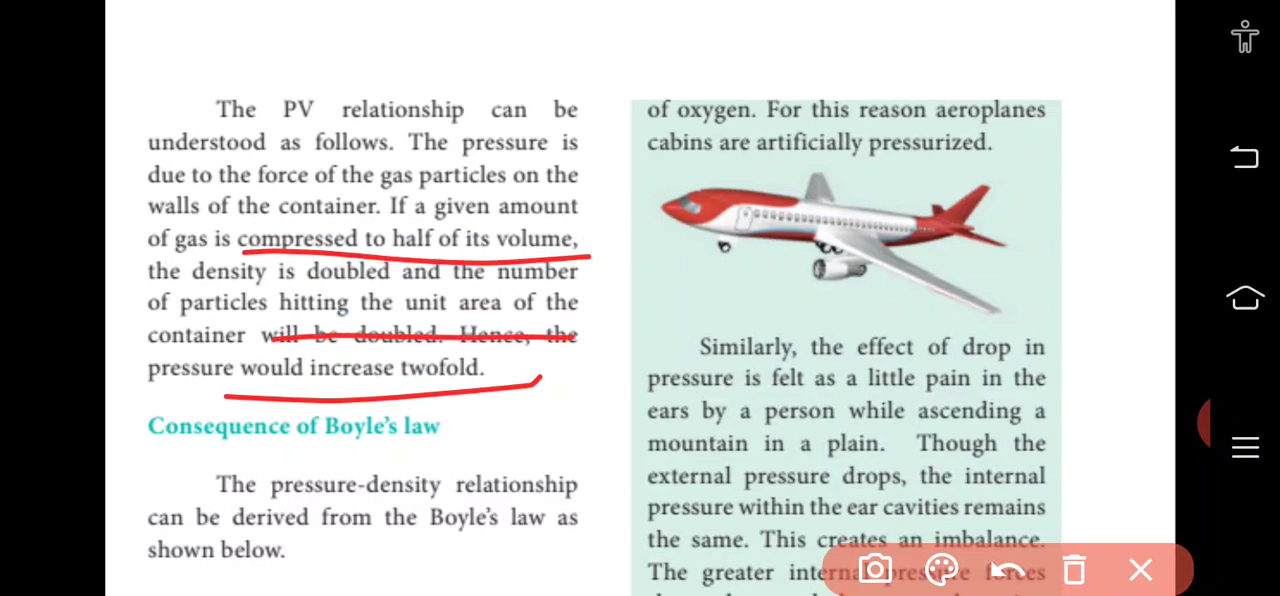 The PV relationship can be
understood as follows. The pressure is
due to the force of the gas particles on the
walls of the container. If a given amount
of gas is compressed to half of its volume,
the density is doubled and the number
of particles hitting the unit area of the
container will be doubled. Hence, the
pressure would increase twofold.
Consequence of Boyle's law
The pressure-density relationship
can be derived from the Boyle's law as
shown below.
of oxygen. For this reason aeroplanes
cabins are artificially pressurized.
Similarly, the effect of drop in
pressure is felt as a little pain in the
ears by a person while ascending a
mountain in a plain. Though the
external pressure drops, the internal
pressure within the ear cavities remains
the same. This creates an imbalance.
The greater internal pressure forces